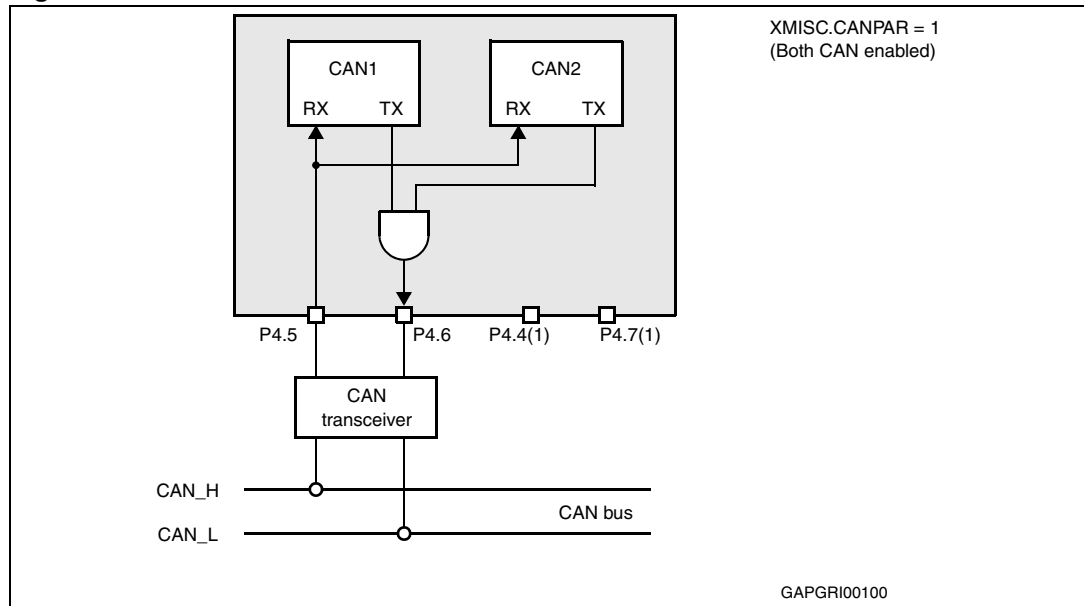 XMISC.CANPAR = 1
(Both CAN enabled)
CAN1
CAN2
RX TX
RX TX
P4.5
P4.6
P4.4(1)
P4.7(1)
CAN
transceiver
CAN_H
CAN bus
CAN_L
GAPGRI00100